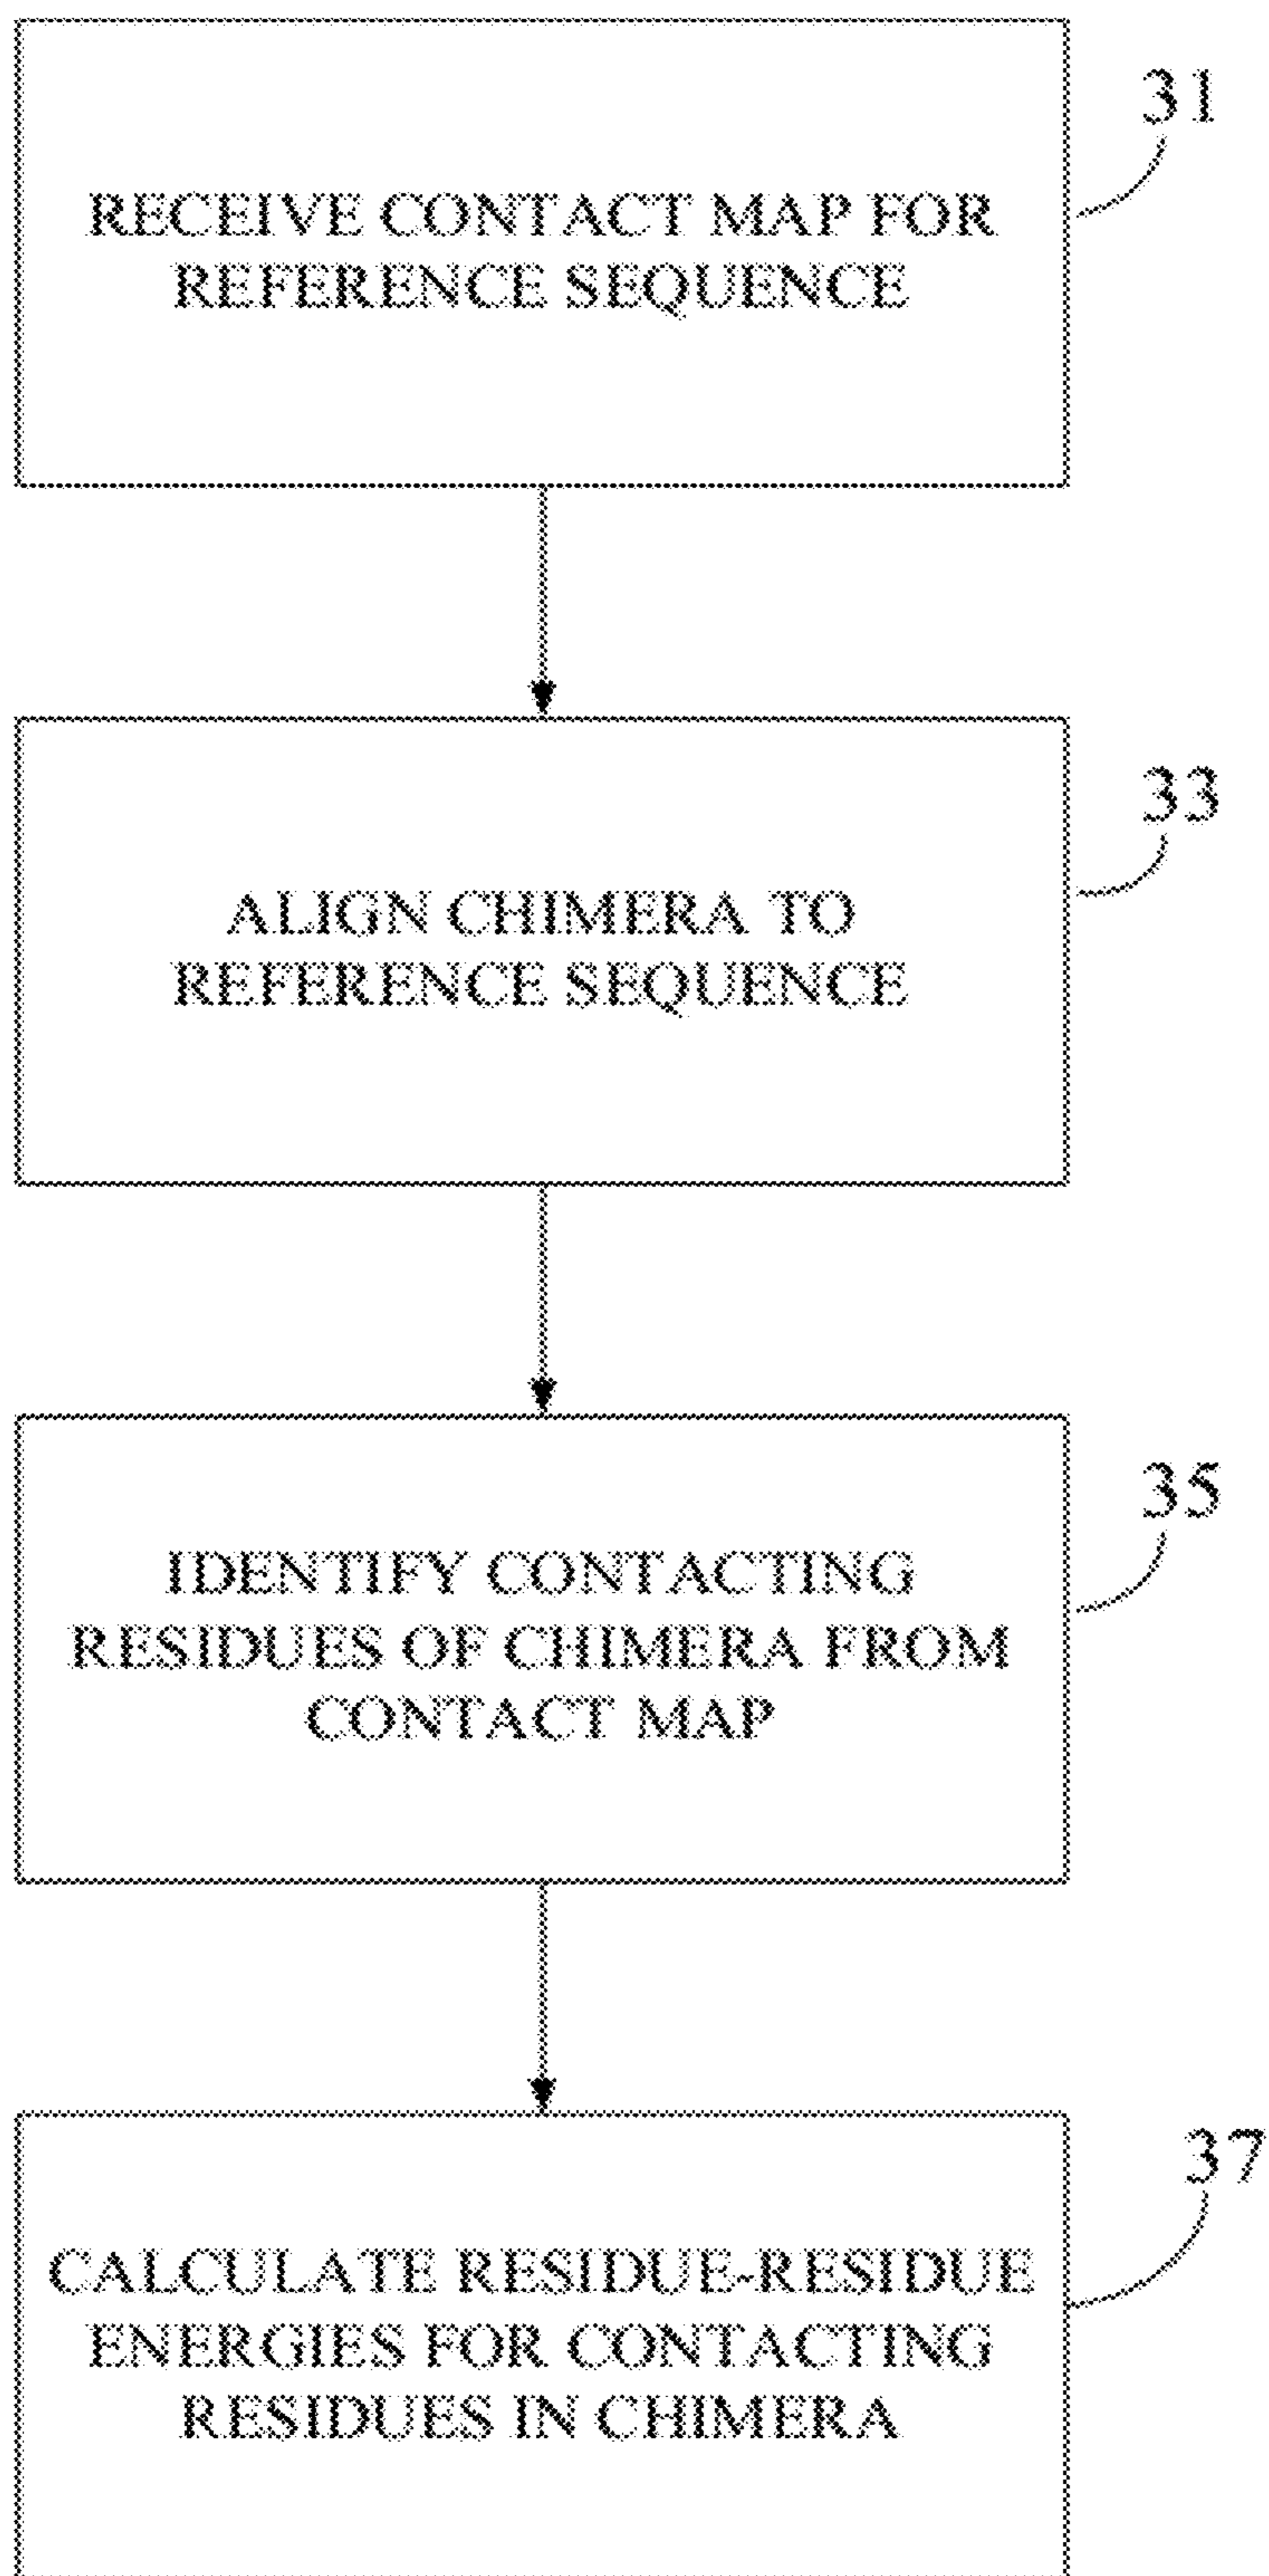 31
RECEIVE CONTACT MAP FOR
REFERENCE SEQUENCE
33
ALIGN CHIMERA TO
REFERENCE SEQUENCE
35
IDENTIFY CONTACTING
RESIDUES OF CHIMERA FROM
CONTACT MAP
37
CALCULATE RESIDUE-RESIDUE
ENERGIES FOR CONTACTING
RESIDUES IN CHIMERA